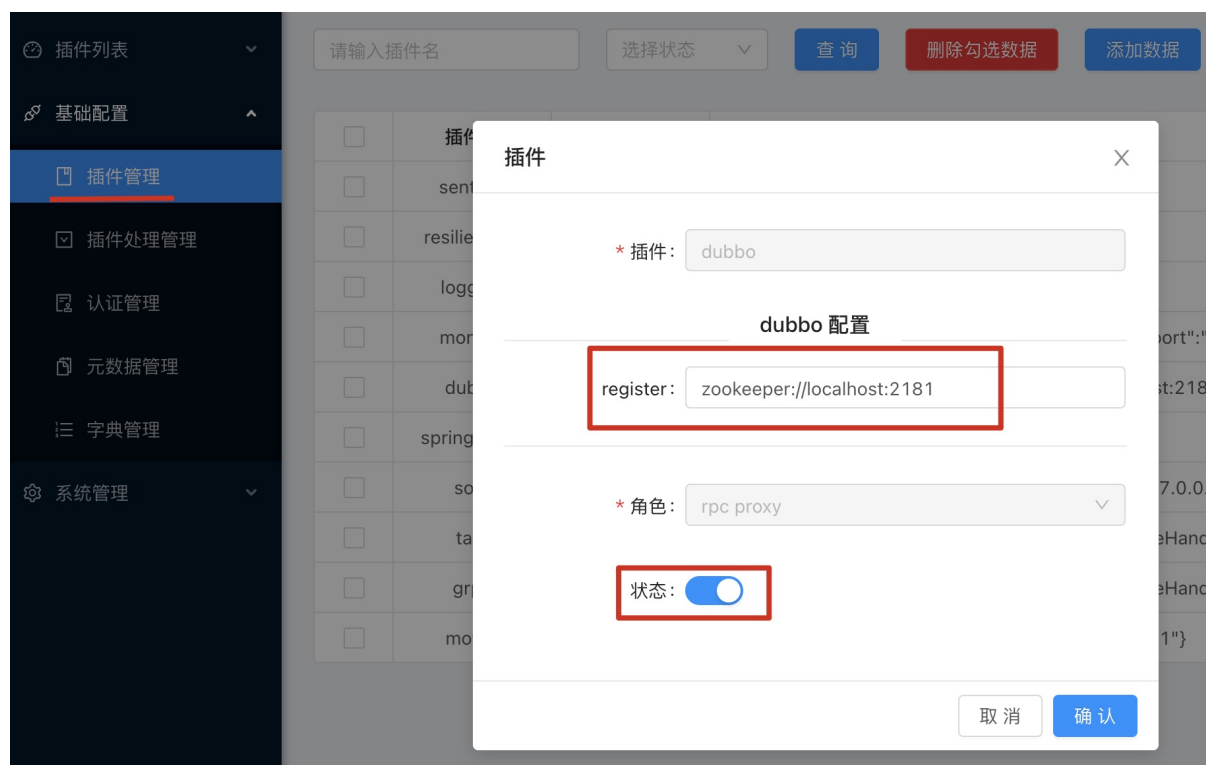 插件列表
基础配置
插件管理
插件处理管理
认证管理
元数据管理
字典管理
系统管理
请输入插件名
选择状态
查 询
删除勾选数据
添加数据
插件
* 插件：
dubbo
dubbo 配置
register：
zookeeper://localhost:2181
* 角色：
rpc proxy
状态：
取 消
确 认
1"}